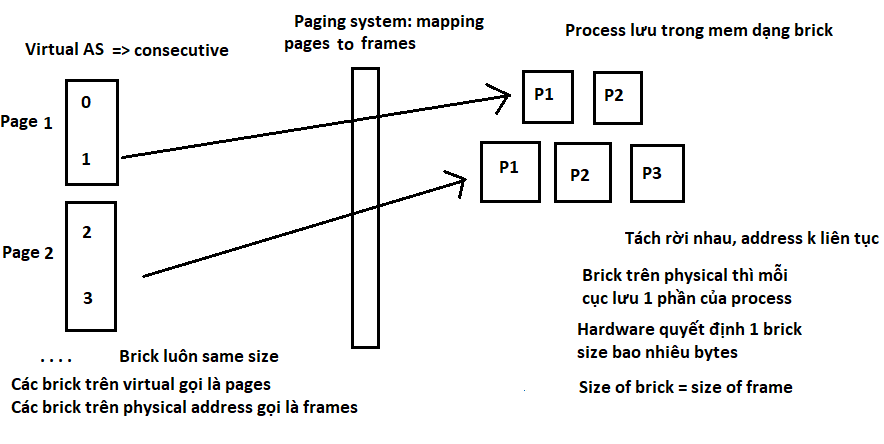 Virtual AS => consecutive
Paging system: mapping
pages to frames
Process lưu trong mem dạng brick
Page 1
0
1
P1
P2
P1
P2
P3
Page 2
2
3
Tách rời nhau, address k liên tục
Brick trên physical thì mỗi
cục lưu 1 phần của process
Hardware quyết định 1 brick
size bao nhiêu bytes
Size of brick = size of frame
. . . .
Brick luôn same size
Các brick trên virtual gọi là pages
Các brick trên physical address gọi là frames